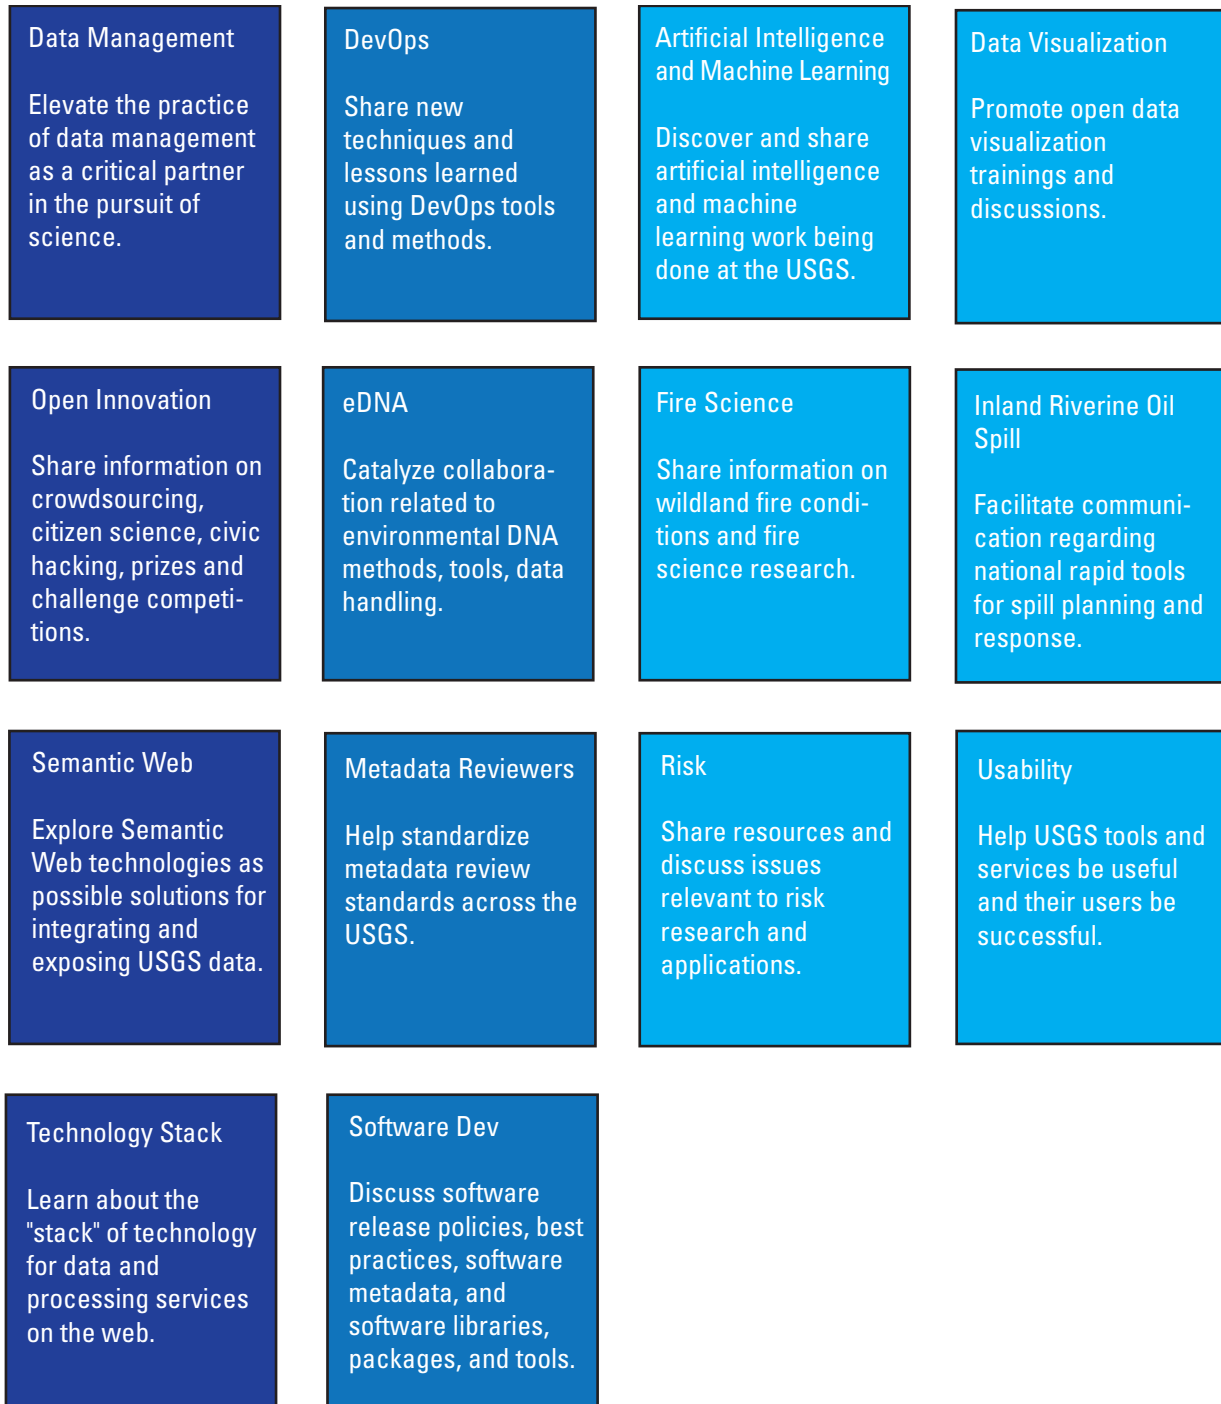 Data Management
Elevate the practice
of data management
as a critical partner
in the pursuit of
science.
DevOps
Share new
techniques and
lessons learned
using DevOps tools
and methods.
Artificial Intelligence
and Machine Learning
Discover and share
artificial intelligence
and machine
learning work being
done at the USGS.
Data Visualization
Promote open data
visualization
trainings and
discussions.
Open Innovation
Share information on
crowdsourcing,
citizen science, civic
hacking, prizes and
challenge competi-
tions.
eDNA
Catalyze collabora-
tion related to
environmental DNA
methods, tools, data
handling.
Fire Science
Share information on
wildland fire condi-
tions and fire
science research.
Inland Riverine Oil
Spill
Facilitate communi-
cation regarding
national rapid tools
for spill planning and
response.
Semantic Web
Explore Semantic
Web technologies as
possible solutions for
integrating and
exposing USGS data.
Metadata Reviewers
Help standardize
metadata review
standards across the
USGS.
Risk
Share resources and
discuss issues
relevant to risk
research and
applications.
Usability
Help USGS tools and
services be useful
and their users be
successful.
Technology Stack
Learn about the
"stack" of technology
for data and
processing services
on the web.
Software Dev
Discuss software
release policies, best
practices, software
metadata, and
software libraries,
packages, and tools.